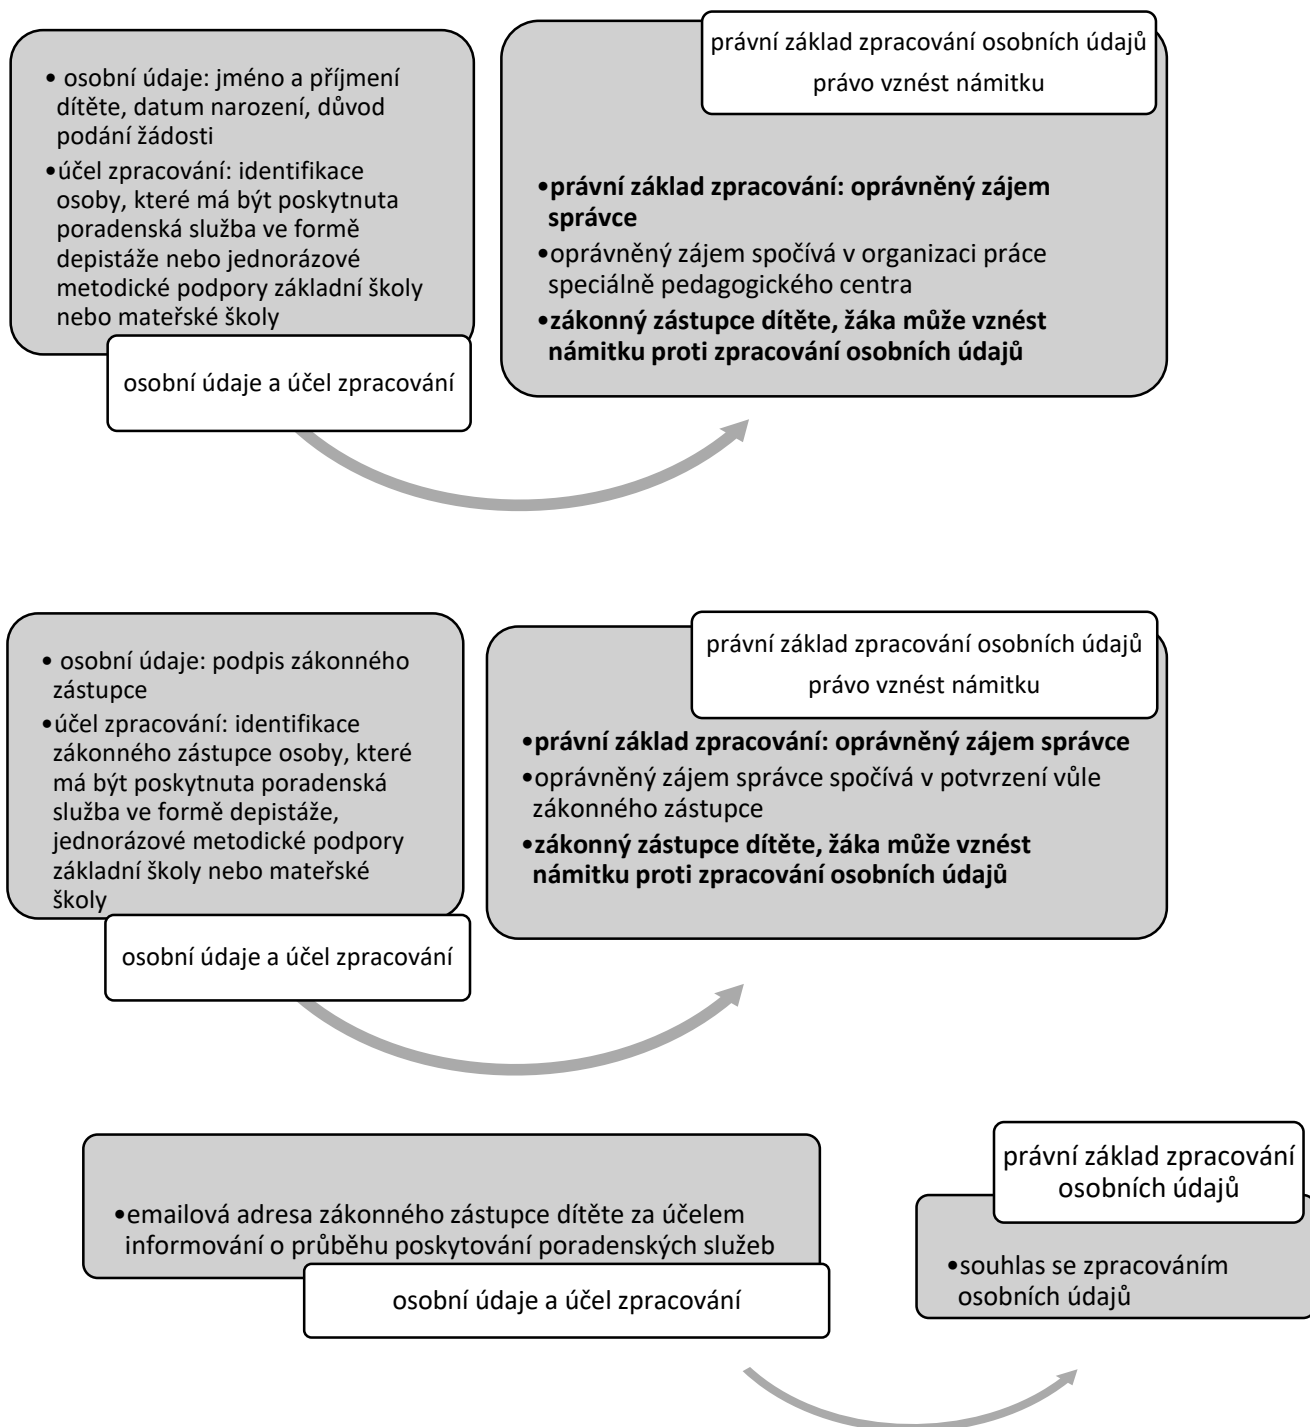 • osobní údaje: jméno a příjmení
dítěte, datum narození, důvod
podání žádosti
•účel zpracování: identifikace
osoby, které má být poskytnuta
poradenská služba ve formě
depistáže nebo jednorázové
metodické podpory základní školy
nebo mateřské školy
osobní údaje a účel zpracování
právní základ zpracování osobních údajů
právo vznést námitku
•právní základ zpracování: oprávněný zájem
správce
•oprávněný zájem spočívá v organizaci práce
speciálně pedagogického centra
•zákonný zástupce dítěte, žáka může vznést
námitku proti zpracování osobních údajů
• osobní údaje: podpis zákonného
zástupce
•účel zpracování: identifikace
zákonného zástupce osoby, které
má být poskytnuta poradenská
služba ve formě depistáže,
jednorázové metodické podpory
základní školy nebo mateřské
školy
osobní údaje a účel zpracování
právní základ zpracování osobních údajů
právo vznést námitku
•právní základ zpracování: oprávněný zájem správce
•oprávněný zájem správce spočívá v potvrzení vůle
zákonného zástupce
•zákonný zástupce dítěte, žáka může vznést
námitku proti zpracování osobních údajů
•emailová adresa zákonného zástupce dítěte za účelem
informování o průběhu poskytování poradenských služeb
osobní údaje a účel zpracování
právní základ zpracování
osobních údajů
•souhlas se zpracováním
osobních údajů